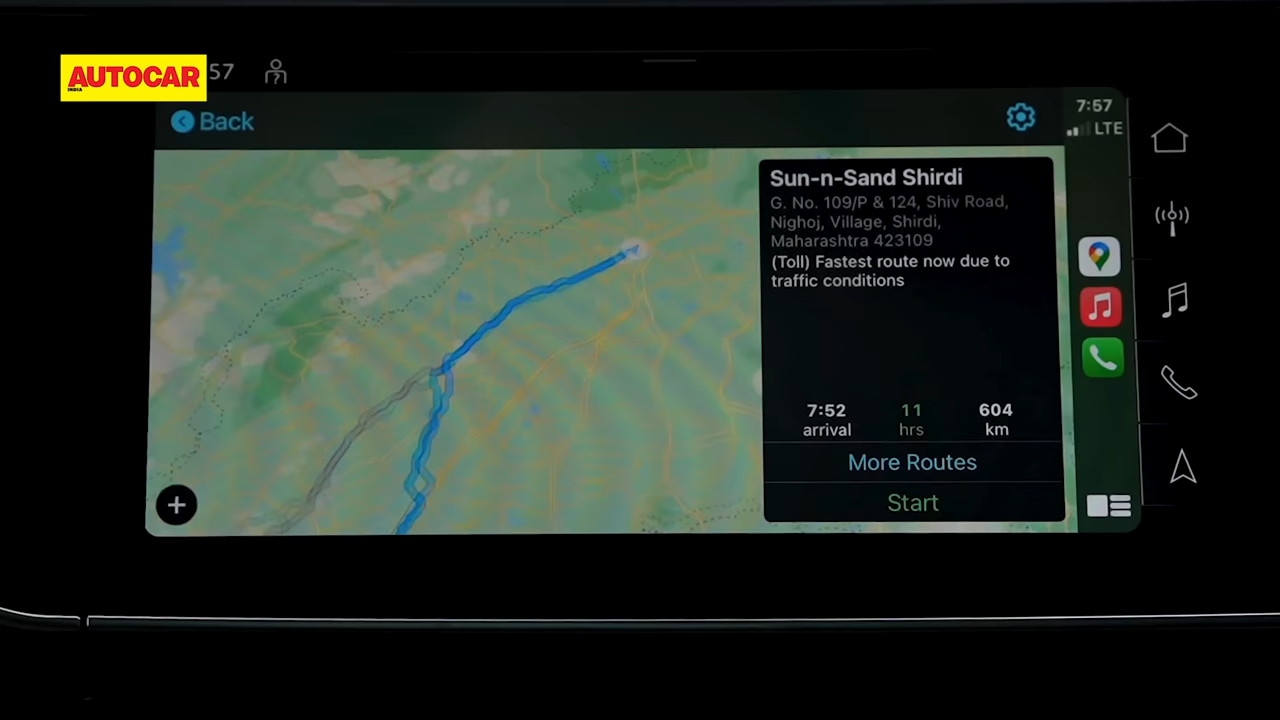 AUTOCAR
INDIA
57
Back
7:57
LTE
Sun-n-Sand Shirdi
G. No. 109/P & 124, Shiv Road,
Nighoj, Village, Shirdi,
Maharashtra 423109
(Toll) Fastest route now due to
traffic conditions
7:52 11 604
arrival hrs km
More Routes
Start